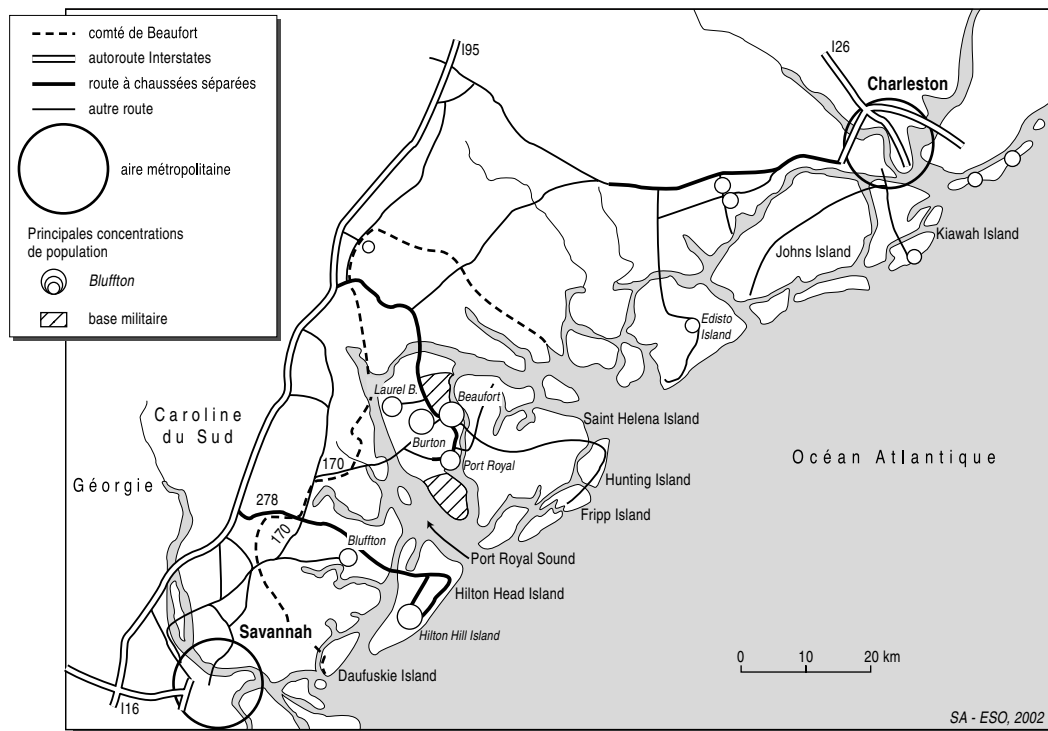 comté de Beaufort
autoroute Interstates
route à chaussées séparées
autre route
aire métropolitaine
Principales concentrations
de population
Bluffton
base militaire
I95
I26
Charleston
Kiawah Island
Johns Island
Edisto
Island
Laurel B.
Beaufort
Burton
Port Royal
Saint Helena Island
Hunting Island
Fripp Island
Port Royal Sound
Caroline
du Sud
Géorgie
Océan Atlantique
170
278
170
Bluffton
Hilton Head Island
Hilton Hill Island
Savannah
Daufuskie Island
I16
0 10 20 km
SA - ESO, 2002